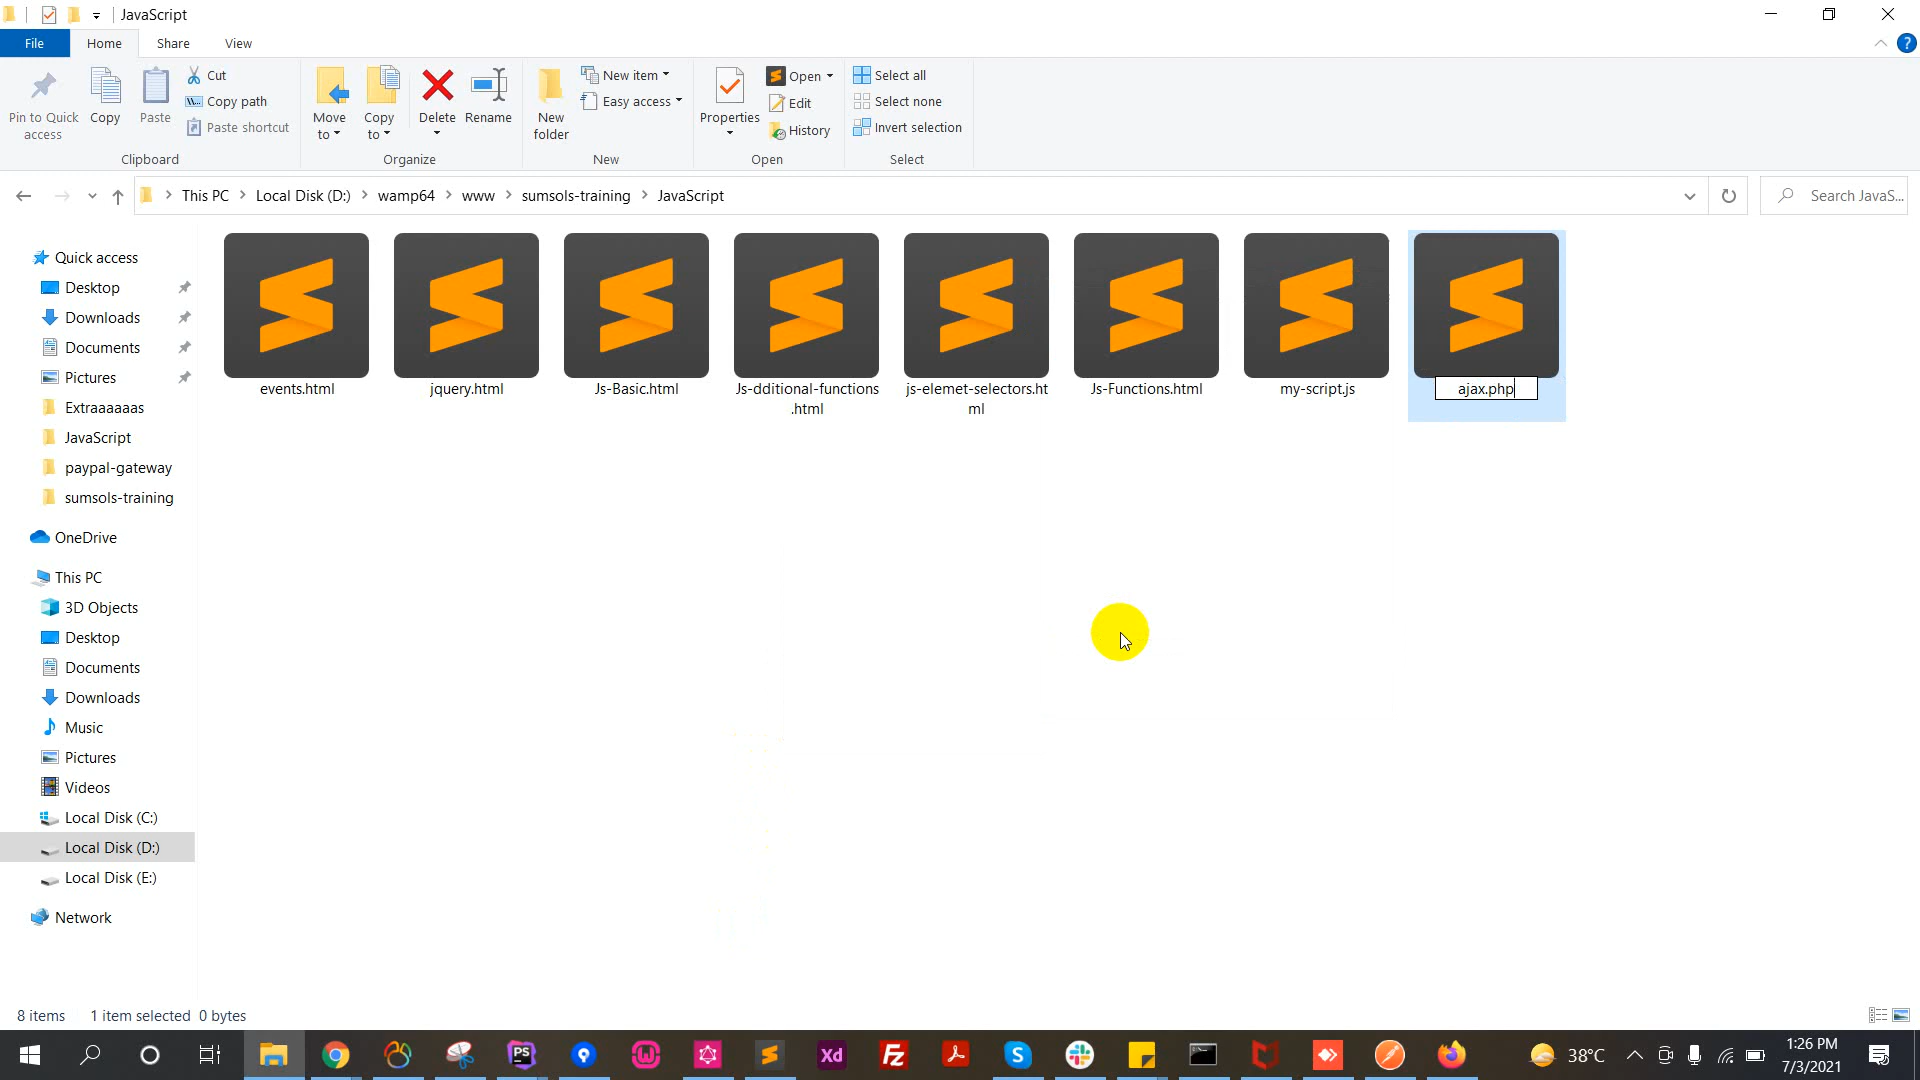 JavaScript
File Home Share View
Pin to Quick access
Copy
Paste
Cut
Copy path
Paste shortcut
Clipboard
Move to
Copy to
Delete
Rename
Organize
New folder
New item
Easy access
New
Properties
Open
Edit
History
Open
Select all
Select none
Invert selection
Select
This PC > Local Disk (D:) > wamp64 > www > sumsols-training > JavaScript
Search JavaS...
Quick access
Desktop
Downloads
Documents
Pictures
Extraaaaaas
JavaScript
paypal-gateway
sumsols-training
OneDrive
This PC
3D Objects
Desktop
Documents
Downloads
Music
Pictures
Videos
Local Disk (C:)
Local Disk (D:)
Local Disk (E:)
Network
events.html
jquery.html
Js-Basic.html
Js-dditional-functions
.html
js-elemet-selectors.ht
ml
Js-Functions.html
my-script.js
ajax.php
8 items 1 item selected 0 bytes
PS
Xd
Fz
38°C
1:26 PM
7/3/2021